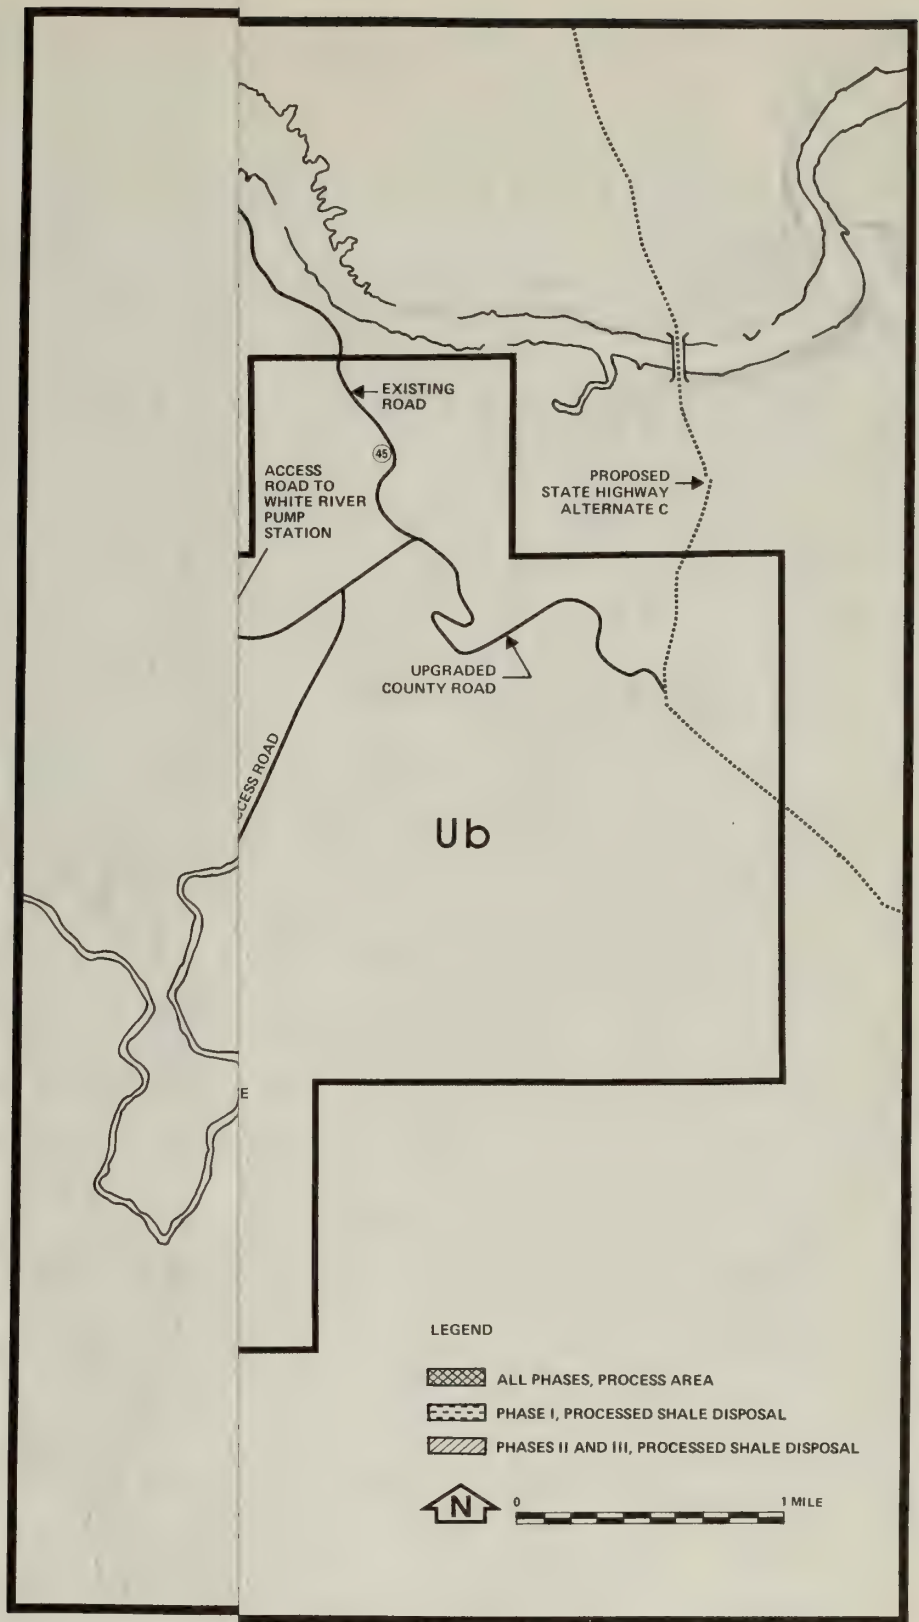 EXISTING
ROAD
45
ACCESS
ROAD TO
WHITE RIVER
PUMP
STATION
PROPOSED
STATE HIGHWAY
ALTERNATE C
UPGRADED
COUNTY ROAD
CCESS ROAD
Ub
E
LEGEND
ALL PHASES, PROCESS AREA
PHASE I, PROCESSED SHALE DISPOSAL
PHASES II AND III, PROCESSED SHALE DISPOSAL
N
0 1 MILE